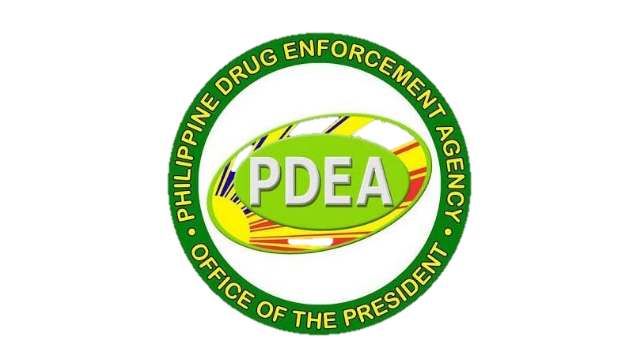 PHILIPPINE DRUG ENFORCEMENT AGENCY
PDEA
• OFFICE OF THE PRESIDENT •